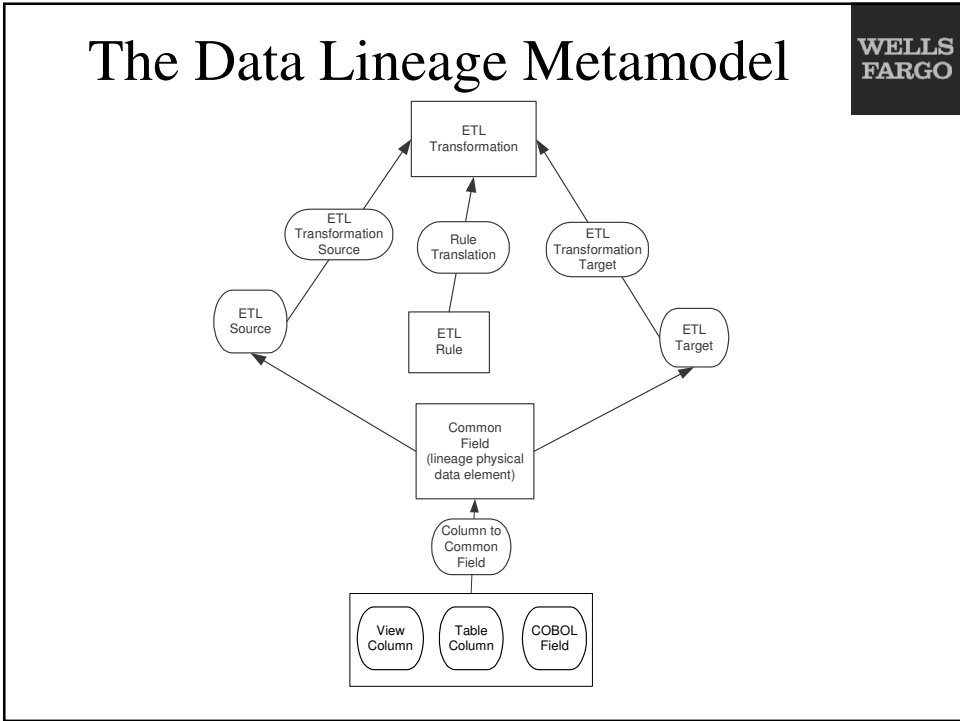 The Data Lineage Metamodel
WELLS
FARGO
ETL
Transformation
ETL
Transformation
Source
Rule
Translation
ETL
Transformation
Target
ETL
Source
ETL
Rule
ETL
Target
Common
Field
(lineage physical
data element)
Column to
Common
Field
View
Column
Table
Column
COBOL
Field